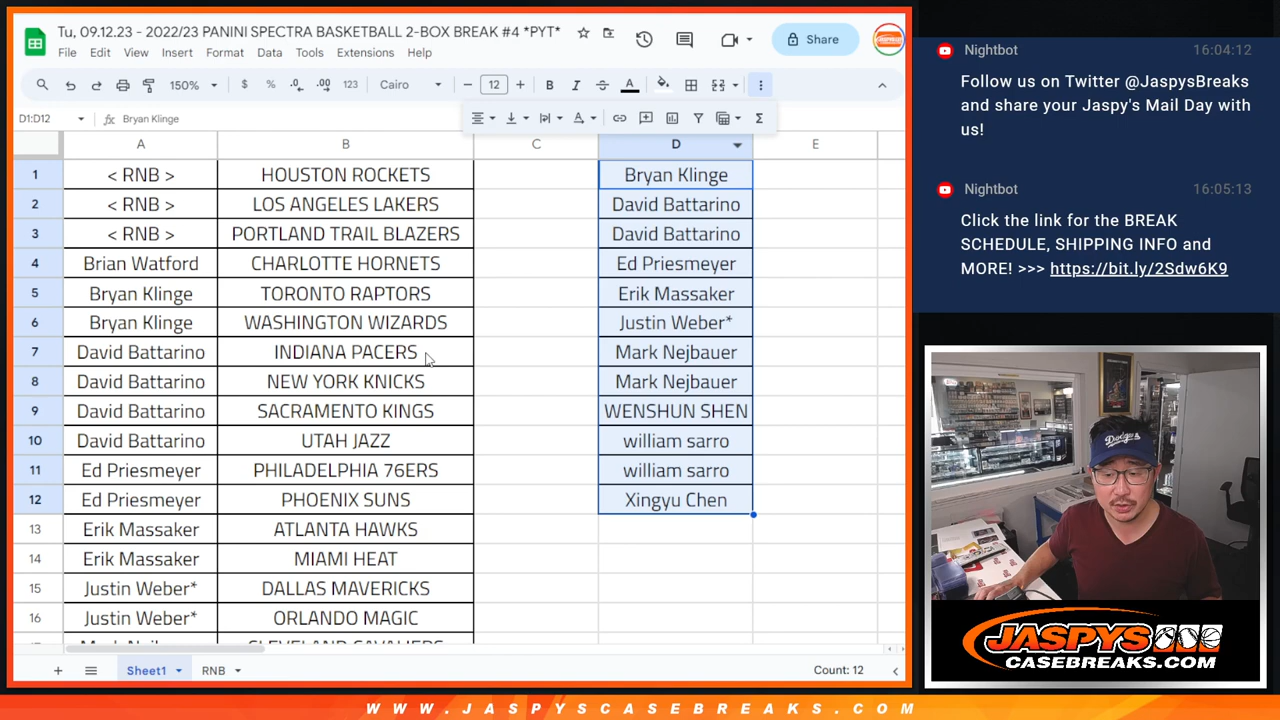 Tu, 09.12.23 - 2022/23 PANINI SPECTRA BASKETBALL 2-BOX BREAK #4 *PYT*
File Edit View Insert Format Data Tools Extensions Help
Share
150% $ % .0 .00 123 Cairo - 12 + B I S A
D1:D12 fx Bryan Klinge
A B C D E
1 < RNB > HOUSTON ROCKETS Bryan Klinge
2 < RNB > LOS ANGELES LAKERS David Battarino
3 < RNB > PORTLAND TRAIL BLAZERS David Battarino
4 Brian Watford CHARLOTTE HORNETS Ed Priesmeyer
5 Bryan Klinge TORONTO RAPTORS Erik Massaker
6 Bryan Klinge WASHINGTON WIZARDS Justin Weber*
7 David Battarino INDIANA PACERS Mark Nejbauer
8 David Battarino NEW YORK KNICKS Mark Nejbauer
9 David Battarino SACRAMENTO KINGS WENSHUN SHEN
10 David Battarino UTAH JAZZ william sarro
11 Ed Priesmeyer PHILADELPHIA 76ERS william sarro
12 Ed Priesmeyer PHOENIX SUNS Xingyu Chen
13 Erik Massaker ATLANTA HAWKS
14 Erik Massaker MIAMI HEAT
15 Justin Weber* DALLAS MAVERICKS
16 Justin Weber* ORLANDO MAGIC
CLEVELAND CAVALIERS
+ Sheet1 RNB Count: 12
Nightbot 16:04:12
Follow us on Twitter @JaspysBreaks
and share your Jaspy's Mail Day with
us!
Nightbot 16:05:13
Click the link for the BREAK
SCHEDULE, SHIPPING INFO and
MORE! >>> https://bit.ly/2Sdw6K9
Dodgers
JASPYS
CASEBREAKS.COM
WWW.JASPYSCASEBREAKS.COM